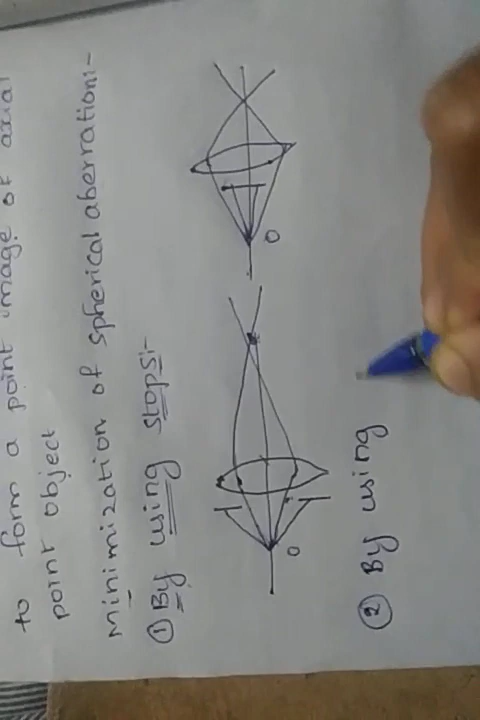 to form a point image of axial
point object
Minimization of spherical aberration:-
① By using stops:-
O
O
② By using